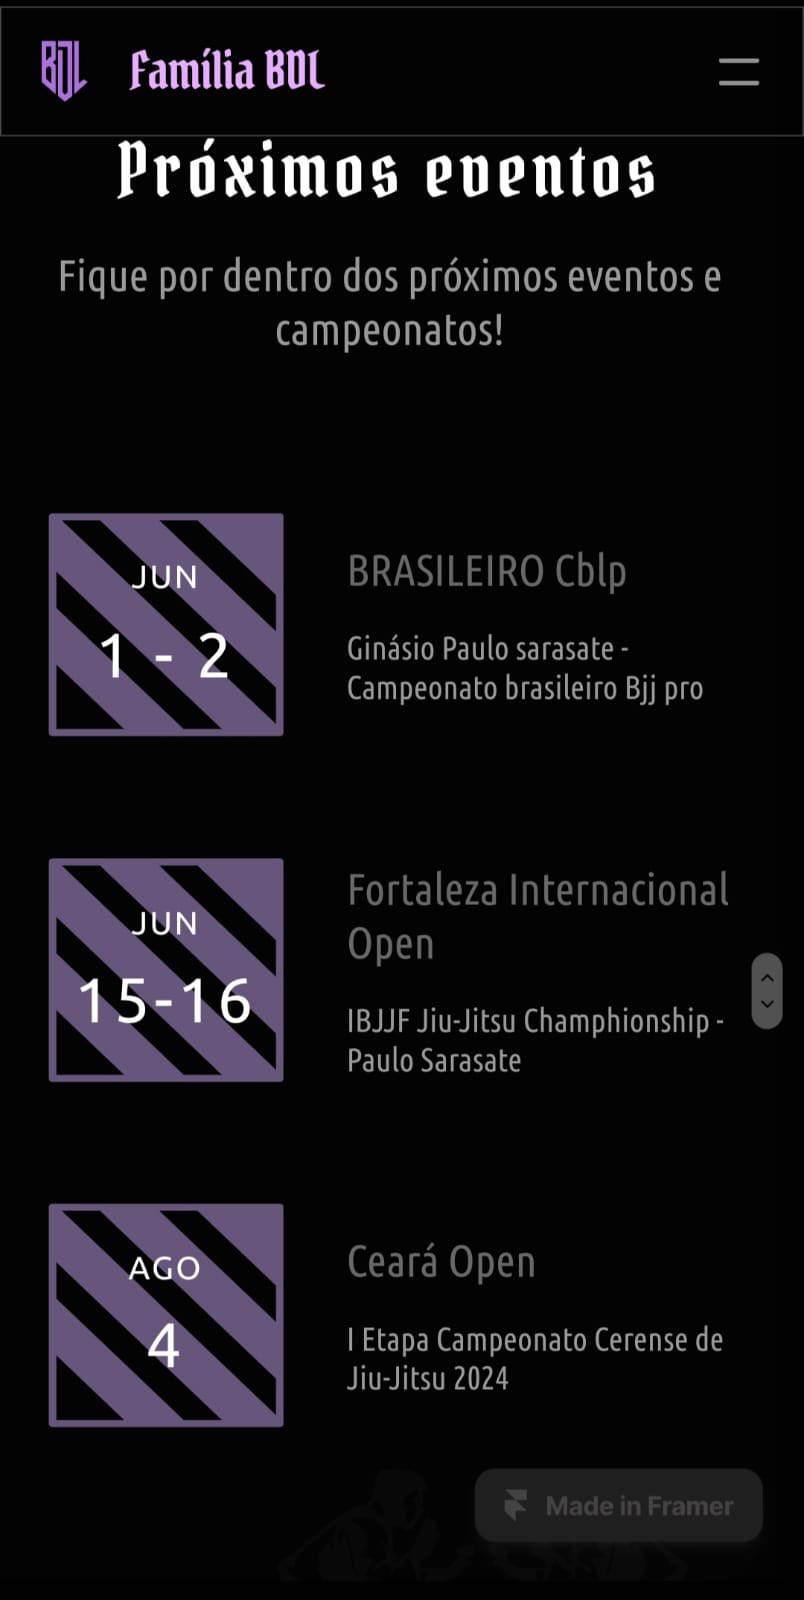 BDL Família BDL
Próximos eventos
Fique por dentro dos próximos eventos e
campeonatos!
JUN
1 - 2
BRASILEIRO Cblp
Ginásio Paulo sarasate -
Campeonato brasileiro Bjj pro
JUN
15-16
Fortaleza Internacional
Open
IBJJF Jiu-Jitsu Champhionship -
Paulo Sarasate
AGO
4
Ceará Open
I Etapa Campeonato Cerense de
Jiu-Jitsu 2024
Made in Framer